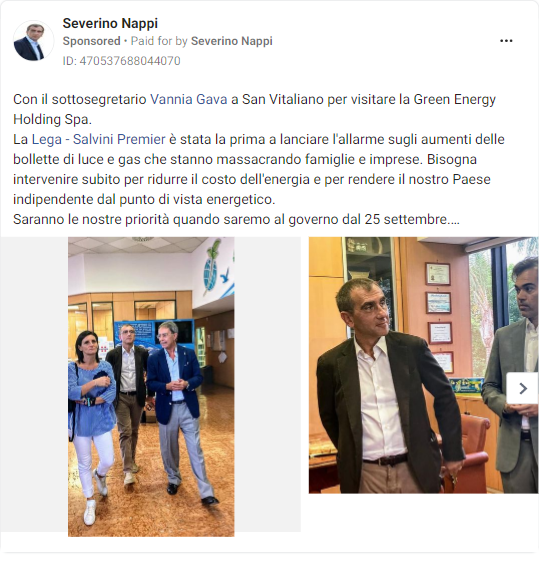 Severino Nappi
Sponsored • Paid for by Severino Nappi
ID: 470537688044070
Con il sottosegretario Vannia Gava a San Vitaliano per visitare la Green Energy
Holding Spa.
La Lega - Salvini Premier è stata la prima a lanciare l'allarme sugli aumenti delle
bollette di luce e gas che stanno massacrando famiglie e imprese. Bisogna
intervenire subito per ridurre il costo dell'energia e per rendere il nostro Paese
indipendente dal punto di vista energetico.
Saranno le nostre priorità quando saremo al governo dal 25 settembre....